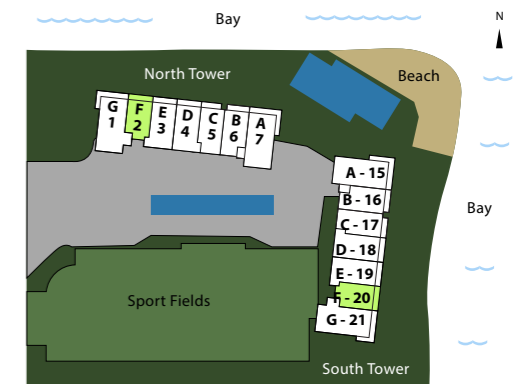 Bay
N
North Tower
Beach
G
1
F
2
E
3
D
4
C
5
B
6
A
7
A - 15
B - 16
C - 17
D - 18
E - 19
F - 20
G - 21
Bay
Sport Fields
South Tower